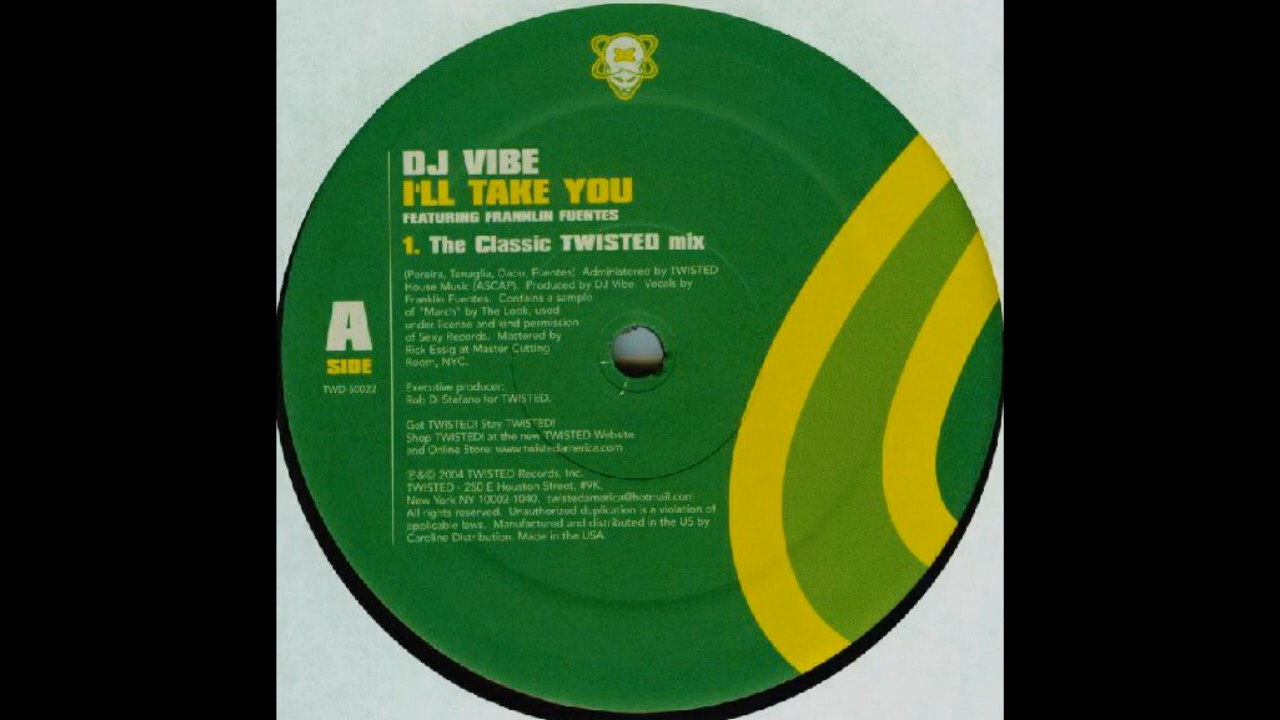 DJ VIBE
I'LL TAKE YOU
FEATURING FRANKLIN FUENTES
1. The Classic TWISTED mix
(Pereira, Tenaglia, Dacu, Fuentes) Administered by TWISTED
House Music (ASCAP). Produced by DJ Vibe. Vocals by
Franklin Fuentes. Contains a sample
of "March" by The Look, used
under license and kind permission
of Sexy Records. Mastered by
Rick Essig at Master Cutting
Room, NYC.
A
SIDE
TWD-50022
Executive producer:
Rob Di Stefano for TWISTED.
Get TWISTED! Stay TWISTED!
Shop TWISTED! at the new TWISTED Website
and Online Store: www.twistedamerica.com
℗&© 2004 TWISTED Records, Inc.
TWISTED - 250 E Houston Street, #9K,
New York NY 10002-1040. twistedamerica@hotmail.com
All rights reserved. Unauthorized duplication is a violation of
applicable laws. Manufactured and distributed in the US by
Caroline Distribution. Made in the USA.